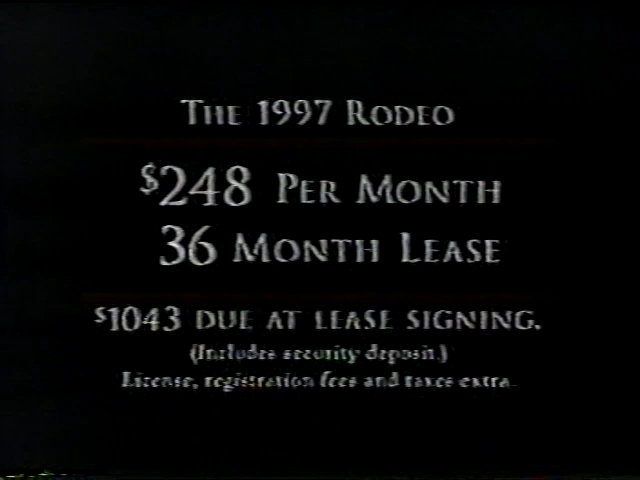 The 1997 Rodeo
$248 Per Month
36 Month Lease
$1043 due at lease signing.
(Includes security deposit.)
License, registration fees and taxes extra.